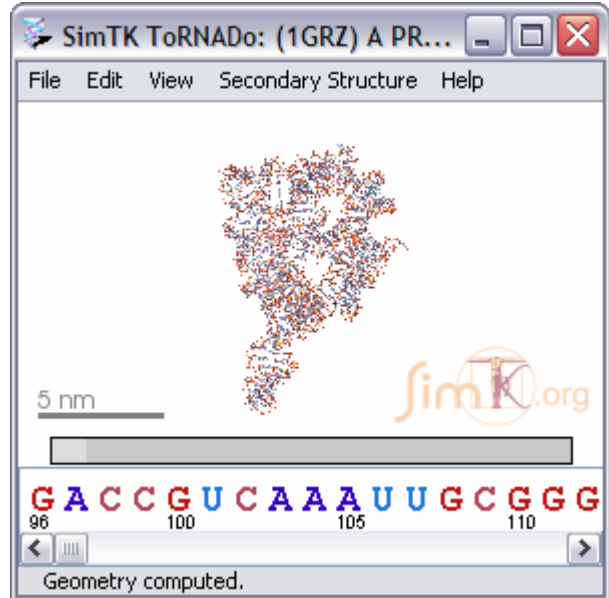 SimTK ToRNADo: (1GRZ) A PR...
File Edit View Secondary Structure Help
5 nm
SimTK.org
G A C C G U C A A A U U G C G G G
96 100 105 110
Geometry computed.